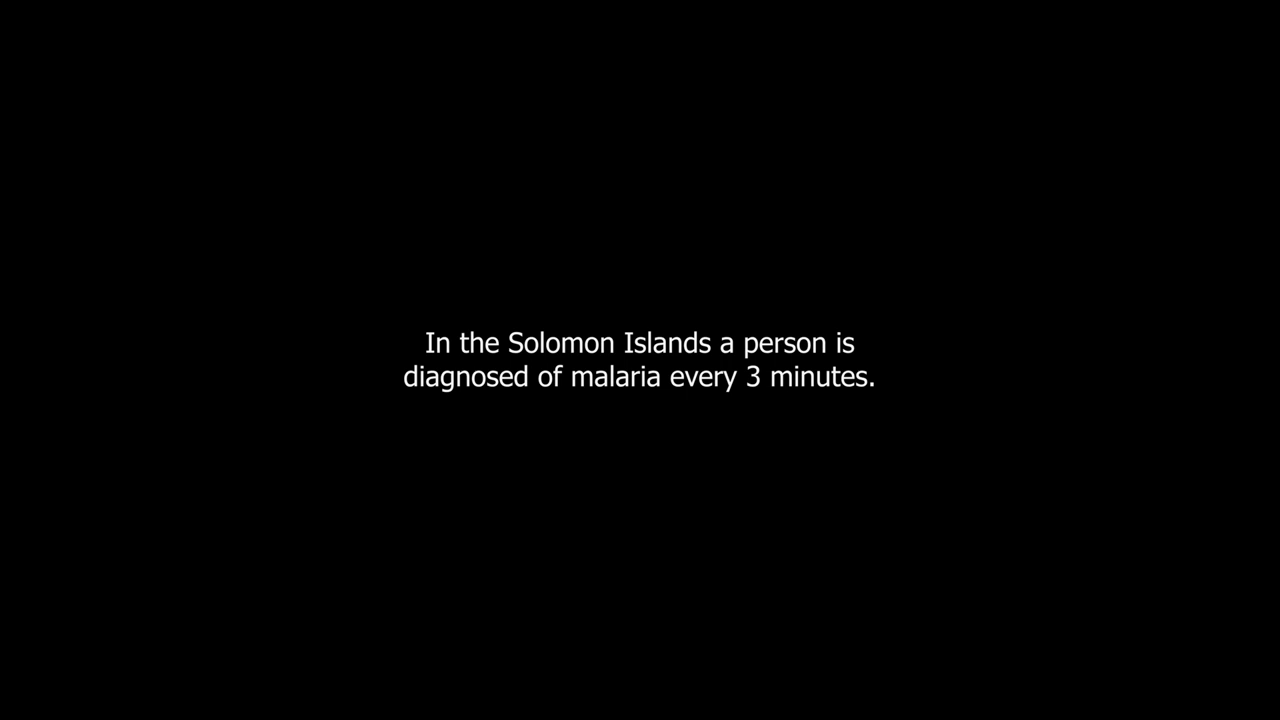 In the Solomon Islands a person is
diagnosed of malaria every 3 minutes.